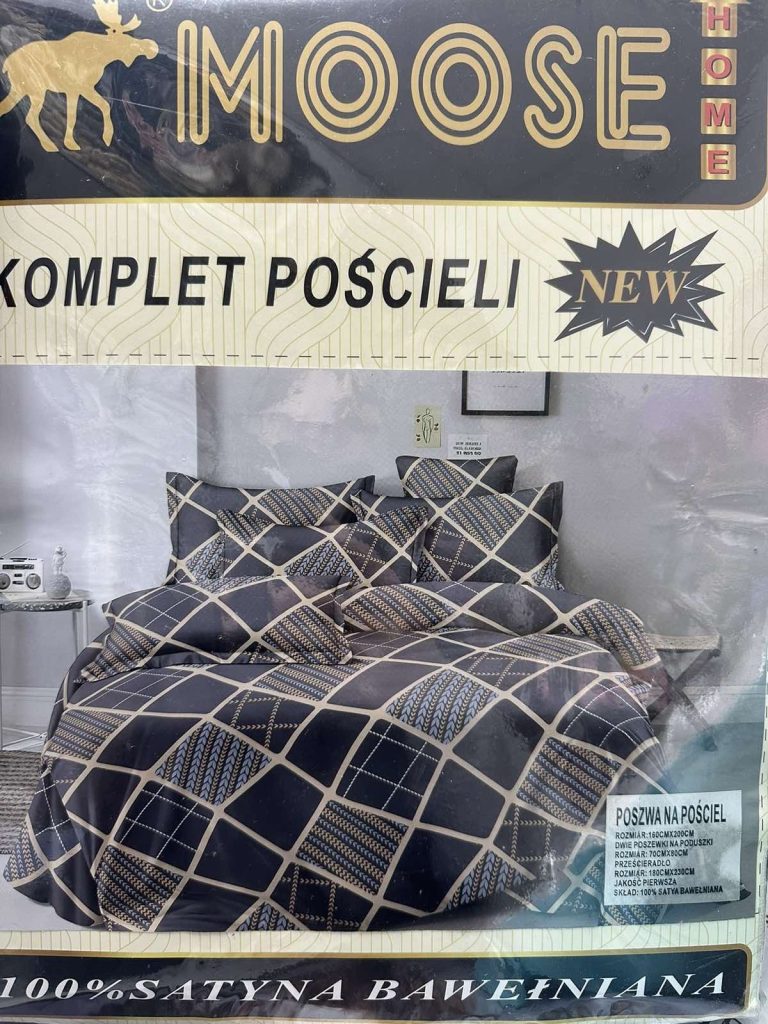 ®
MOOSE
HOME
KOMPLET POŚCIELI
NEW
POSZWA NA POŚCIEL
ROZMIAR:160CMX200CM
DWIE POSZEWKI NA PODUSZKI
ROZMIAR: 70CMX80CM
PRZEŚCIERADŁO
ROZMIAR: 180CMX230CM
JAKOŚĆ PIERWSZA
SKŁAD: 100% SATYA BAWEŁNIANA
100%SATYNA BAWEŁNIANA